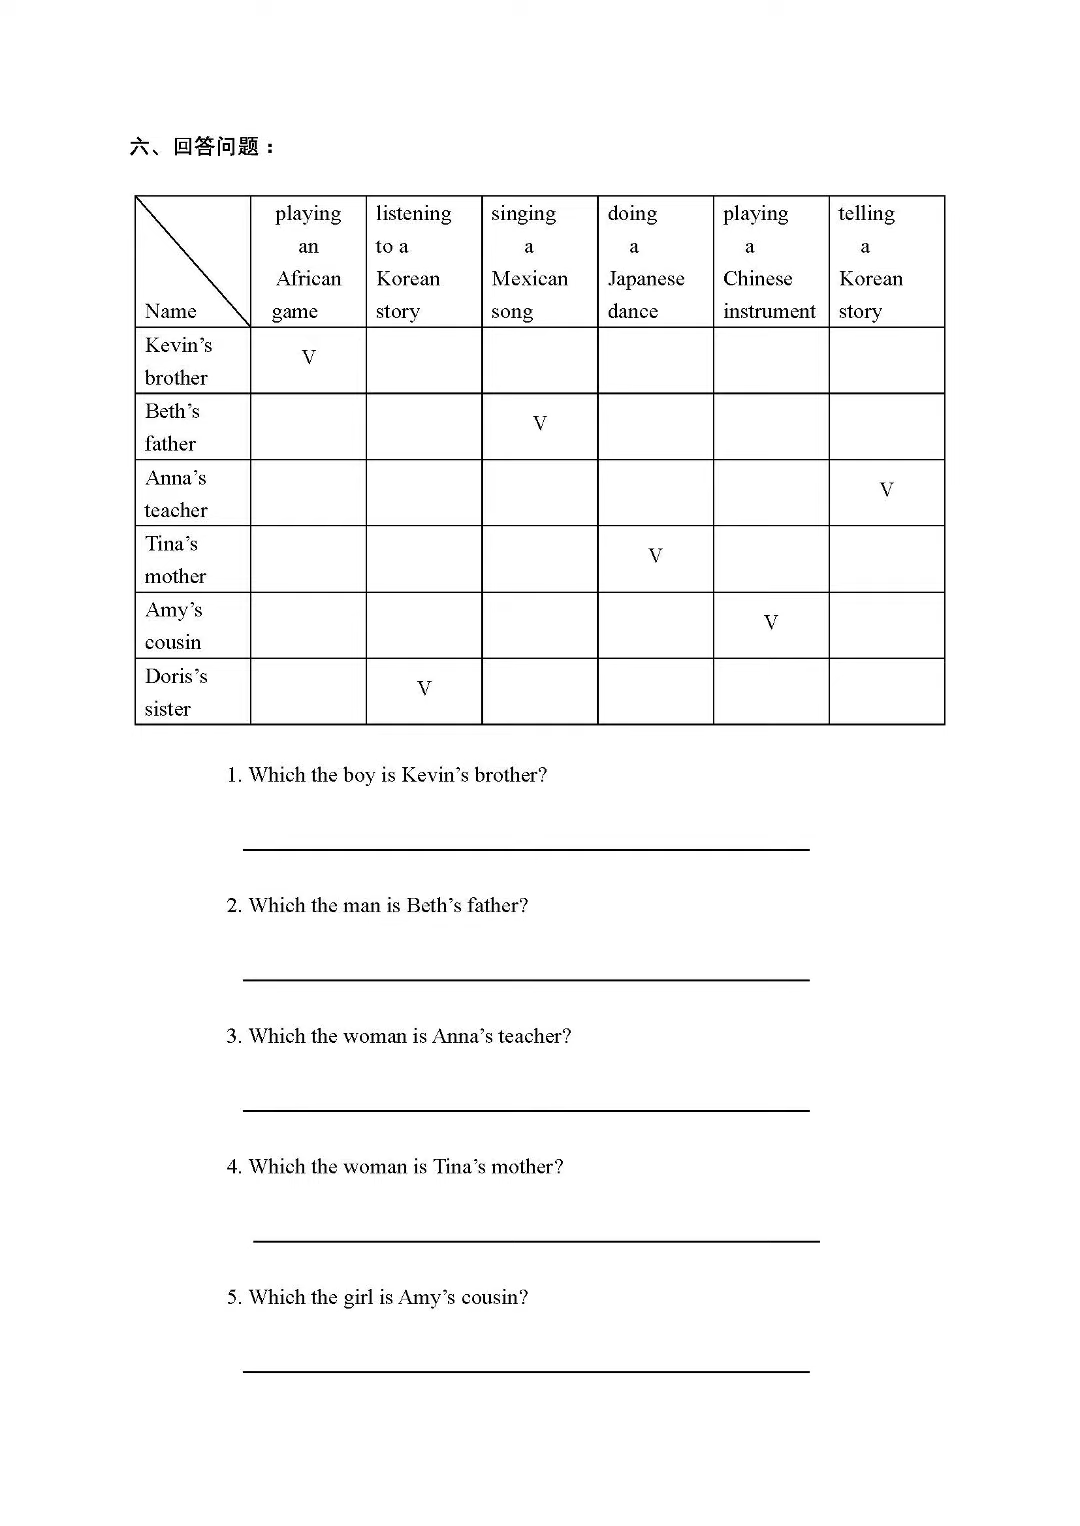 六、回答问题：
Name
playing
an
African
game
listening
to a
Korean
story
singing
a
Mexican
song
doing
a
Japanese
dance
playing
a
Chinese
instrument
telling
a
Korean
story
Kevin’s
brother
V
Beth’s
father
V
Anna’s
teacher
V
Tina’s
mother
V
Amy’s
cousin
V
Doris’s
sister
V
1. Which the boy is Kevin’s brother?
2. Which the man is Beth’s father?
3. Which the woman is Anna’s teacher?
4. Which the woman is Tina’s mother?
5. Which the girl is Amy’s cousin?